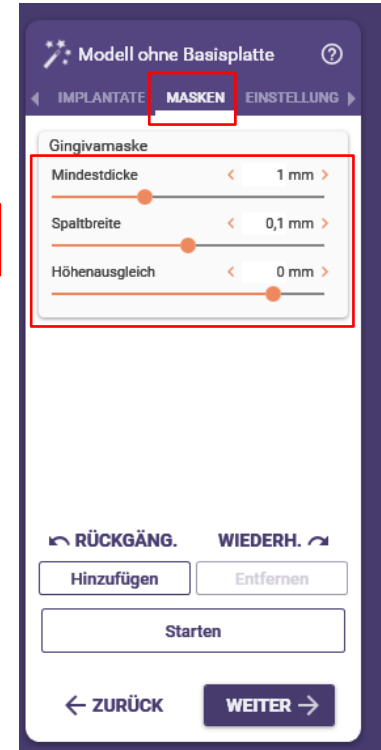 Modell ohne Basisplatte ?
IMPLANTATE MASKEN EINSTELLUNG
Gingivamaske
Mindestdicke < 1 mm >
Spaltbreite < 0,1 mm >
Höhenausgleich < 0 mm >
RÜCKGÄNG. WIEDERH.
Hinzufügen Entfernen
Starten
← ZURÜCK WEITER →